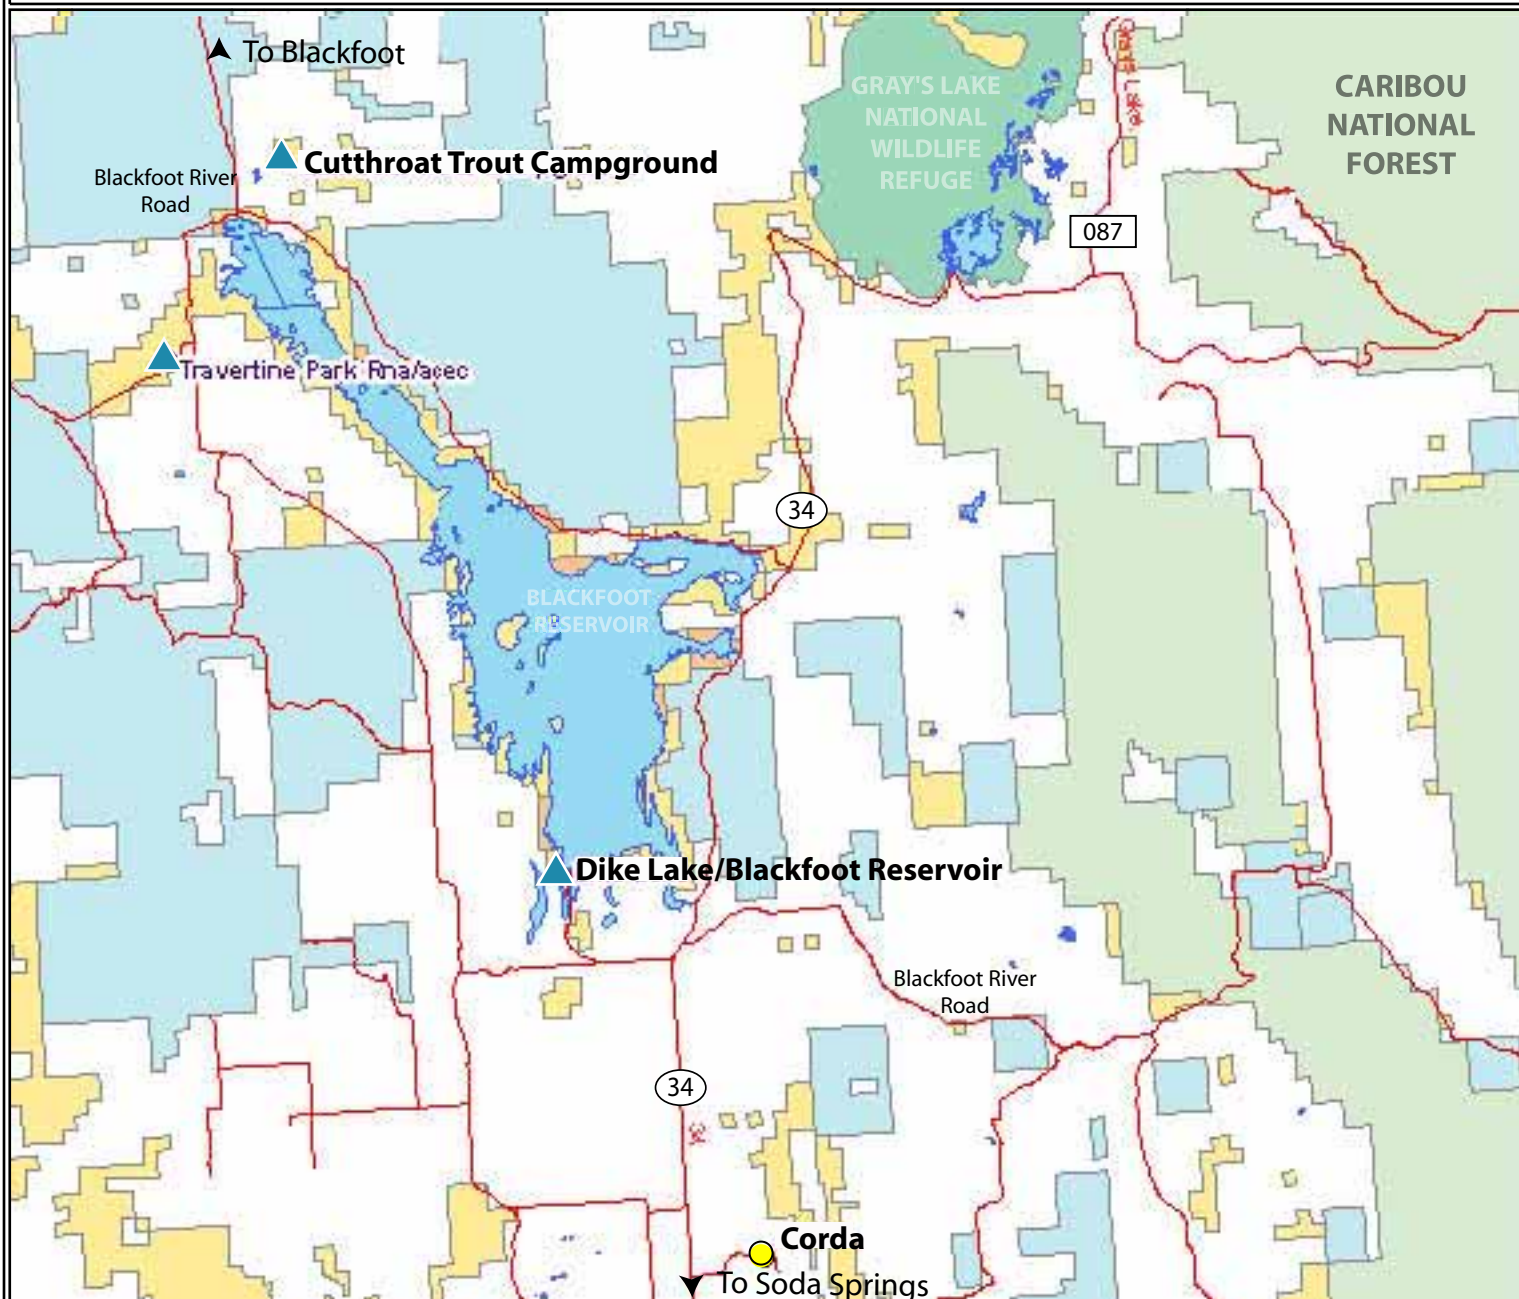 To Blackfoot
GRAY'S LAKE
NATIONAL
WILDLIFE
REFUGE
CARIBOU
NATIONAL
FOREST
Cutthroat Trout Campground
Blackfoot River
Road
087
Travertine Park Rna/acec
34
BLACKFOOT
RESERVOIR
Dike Lake/Blackfoot Reservoir
Blackfoot River
Road
34
Corda
To Soda Springs